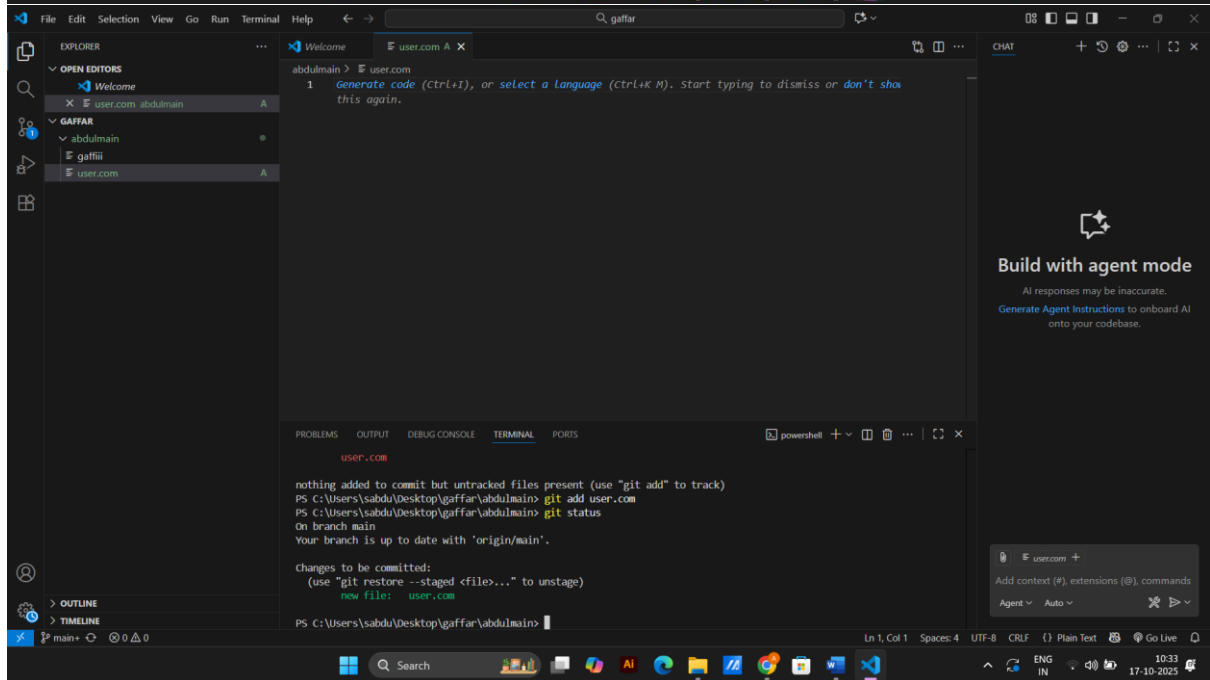 File Edit Selection View Go Run Terminal Help
gaffar
EXPLORER
OPEN EDITORS
Welcome
user.com abdulmain A
GAFFAR
abdulmain
gaffiii
user.com A
OUTLINE
TIMELINE
Welcome
user.com A
abdulmain > user.com
1 Generate code (Ctrl+I), or select a language (Ctrl+K M). Start typing to dismiss or don't show
this again.
PROBLEMS OUTPUT DEBUG CONSOLE TERMINAL PORTS
powershell
user.com
nothing added to commit but untracked files present (use "git add" to track)
PS C:\Users\sabdu\Desktop\gaffar\abdulmain> git add user.com
PS C:\Users\sabdu\Desktop\gaffar\abdulmain> git status
On branch main
Your branch is up to date with 'origin/main'.
Changes to be committed:
(use "git restore --staged <file>..." to unstage)
new file: user.com
PS C:\Users\sabdu\Desktop\gaffar\abdulmain>
CHAT
Build with agent mode
AI responses may be inaccurate.
Generate Agent Instructions to onboard AI
onto your codebase.
user.com
Add context (#), extensions (@), commands
Agent Auto
1
main+ 0 0
Ln 1, Col 1 Spaces: 4 UTF-8 CRLF {} Plain Text Go Live
Search
Ai
ENG
IN
10:33
17-10-2025